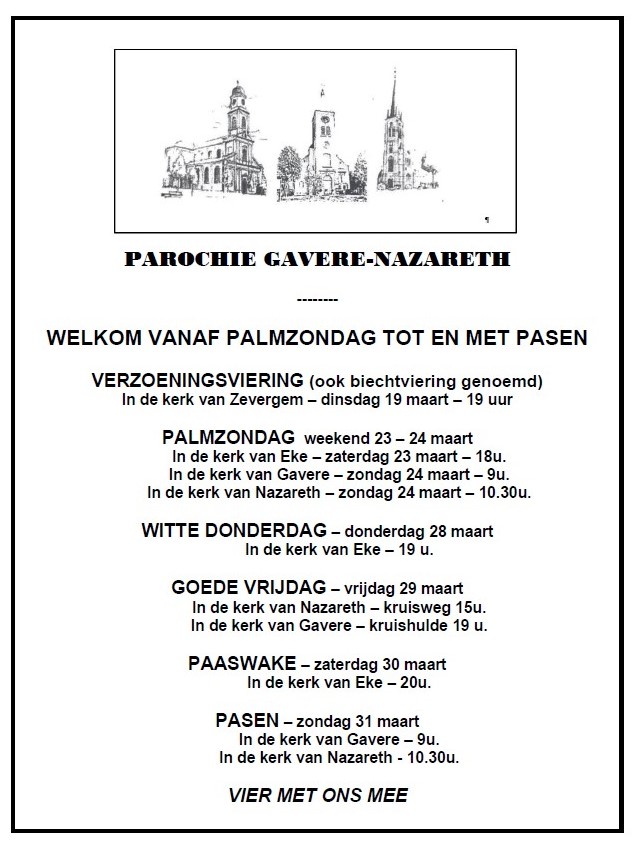 ¶
PAROCHIE GAVERE-NAZARETH
--------
WELKOM VANAF PALMZONDAG TOT EN MET PASEN
VERZOENINGSVIERING (ook biechtviering genoemd)
In de kerk van Zevergem – dinsdag 19 maart – 19 uur
PALMZONDAG weekend 23 – 24 maart
In de kerk van Eke – zaterdag 23 maart – 18u.
In de kerk van Gavere – zondag 24 maart – 9u.
In de kerk van Nazareth – zondag 24 maart – 10.30u.
WITTE DONDERDAG – donderdag 28 maart
In de kerk van Eke – 19 u.
GOEDE VRIJDAG – vrijdag 29 maart
In de kerk van Nazareth – kruisweg 15u.
In de kerk van Gavere – kruishulde 19 u.
PAASWAKE – zaterdag 30 maart
In de kerk van Eke – 20u.
PASEN – zondag 31 maart
In de kerk van Gavere – 9u.
In de kerk van Nazareth - 10.30u.
VIER MET ONS MEE